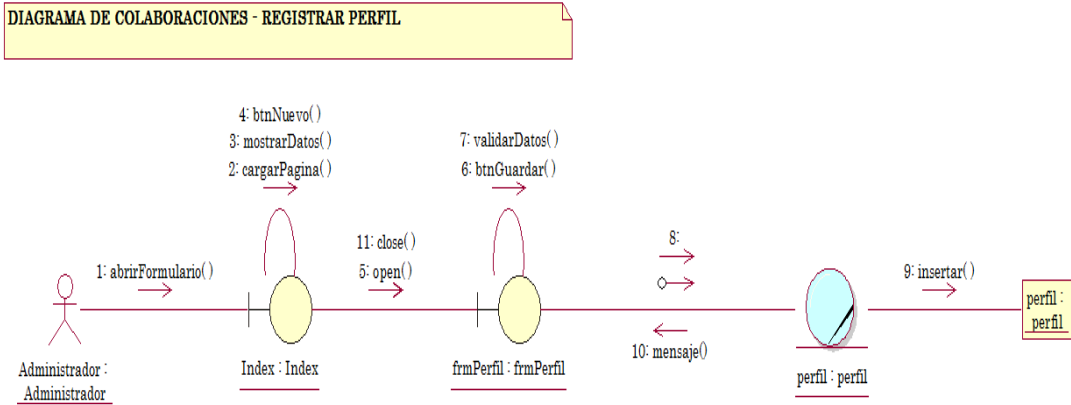 DIAGRAMA DE COLABORACIONES - REGISTRAR PERFIL
4: btnNuevo( )
3: mostrarDatos( )
2: cargarPagina( )
7: validarDatos( )
6: btnGuardar( )
1: abrirFormulario( )
11: close( )
5: open( )
8:
9: insertar( )
10: mensaje()
Administrador :
Administrador
Index : Index
frmPerfil : frmPerfil
perfil : perfil
perfil :
perfil